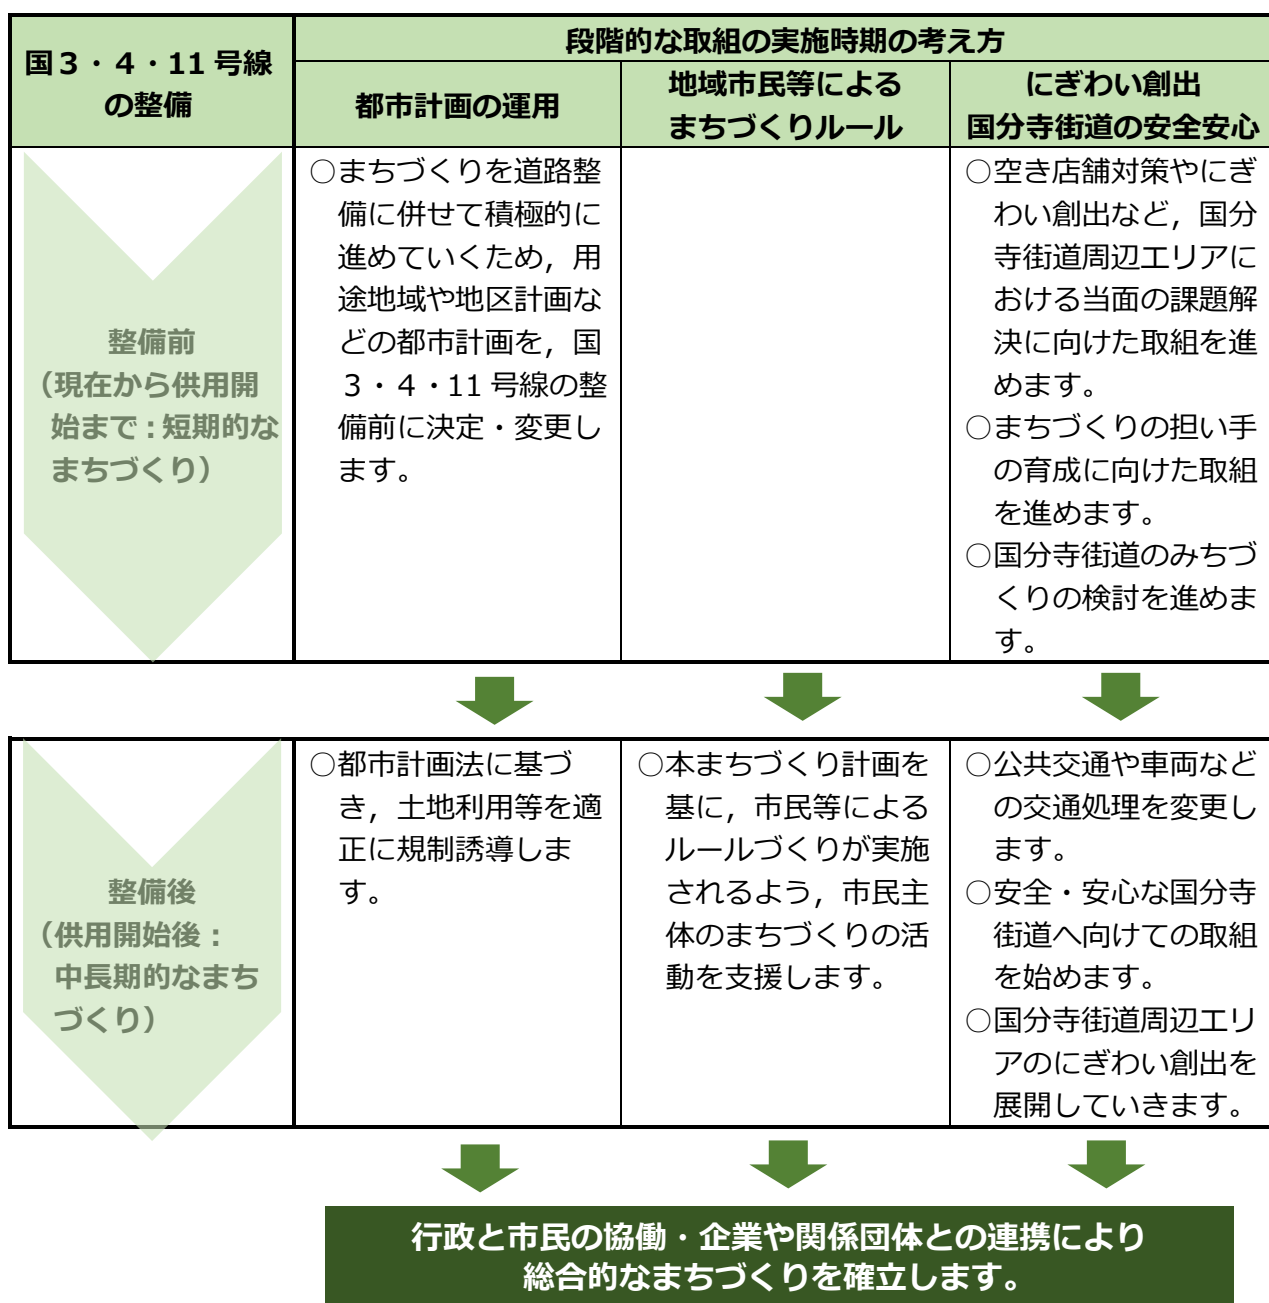 国３・４・11 号線
の整備
段階的な取組の実施時期の考え方
都市計画の運用
地域市民等による
まちづくりルール
にぎわい創出
国分寺街道の安全安心
整備前
（現在から供用開
始まで：短期的な
まちづくり）
○まちづくりを道路整
備に併せて積極的に
進めていくため，用
途地域や地区計画な
どの都市計画を，国
３・４・11 号線の整
備前に決定・変更し
ます。
○空き店舗対策やにぎ
わい創出など，国分
寺街道周辺エリアに
おける当面の課題解
決に向けた取組を進
めます。
○まちづくりの担い手
の育成に向けた取組
を進めます。
○国分寺街道のみちづ
くりの検討を進めま
す。
整備後
（供用開始後：
中長期的なまち
づくり）
○都市計画法に基づ
き，土地利用等を適
正に規制誘導しま
す。
○本まちづくり計画を
基に，市民等による
ルールづくりが実施
されるよう，市民主
体のまちづくりの活
動を支援します。
○公共交通や車両など
の交通処理を変更し
ます。
○安全・安心な国分寺
街道へ向けての取組
を始めます。
○国分寺街道周辺エリ
アのにぎわい創出を
展開していきます。
行政と市民の協働・企業や関係団体との連携により
総合的なまちづくりを確立します。